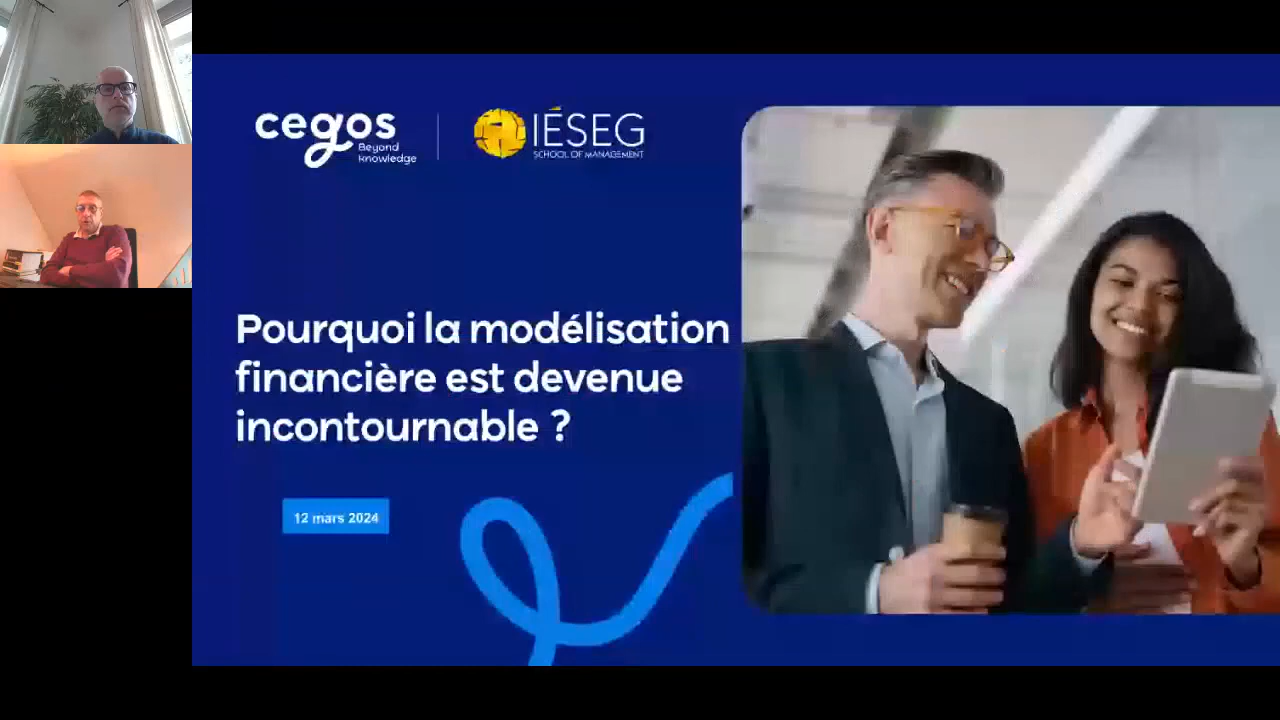 cegos
Beyond
knowledge
IÉSEG
SCHOOL OF MANAGEMENT
Pourquoi la modélisation
financière est devenue
incontournable ?
12 mars 2024